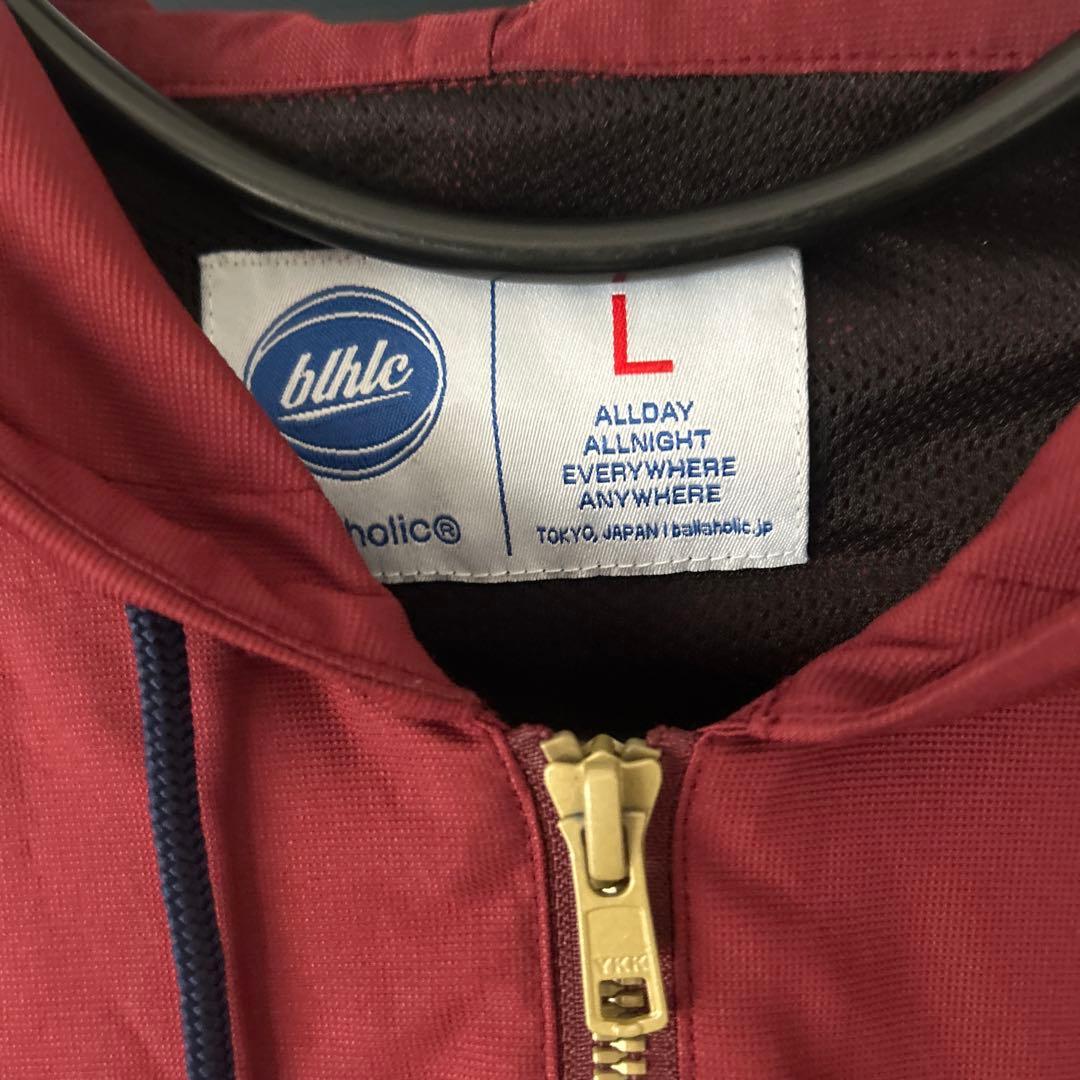 blhlc
holic®
L
ALLDAY
ALLNIGHT
EVERYWHERE
ANYWHERE
TOKYO, JAPAN | ballaholic.jp
YKK